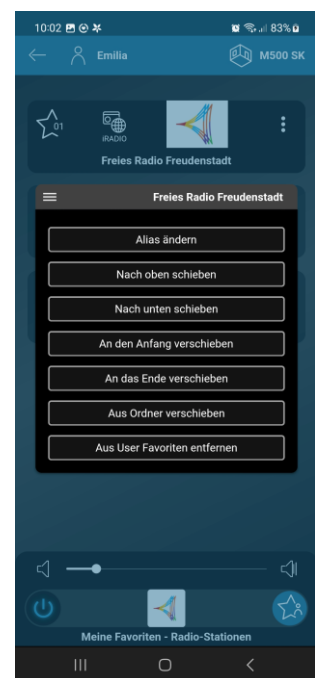 10:02
83%
Emilia
M500 SK
01
iRADIO
Freies Radio Freudenstadt
Freies Radio Freudenstadt
Alias ändern
Nach oben schieben
Nach unten schieben
An den Anfang verschieben
An das Ende verschieben
Aus Ordner verschieben
Aus User Favoriten entfernen
Meine Favoriten - Radio-Stationen